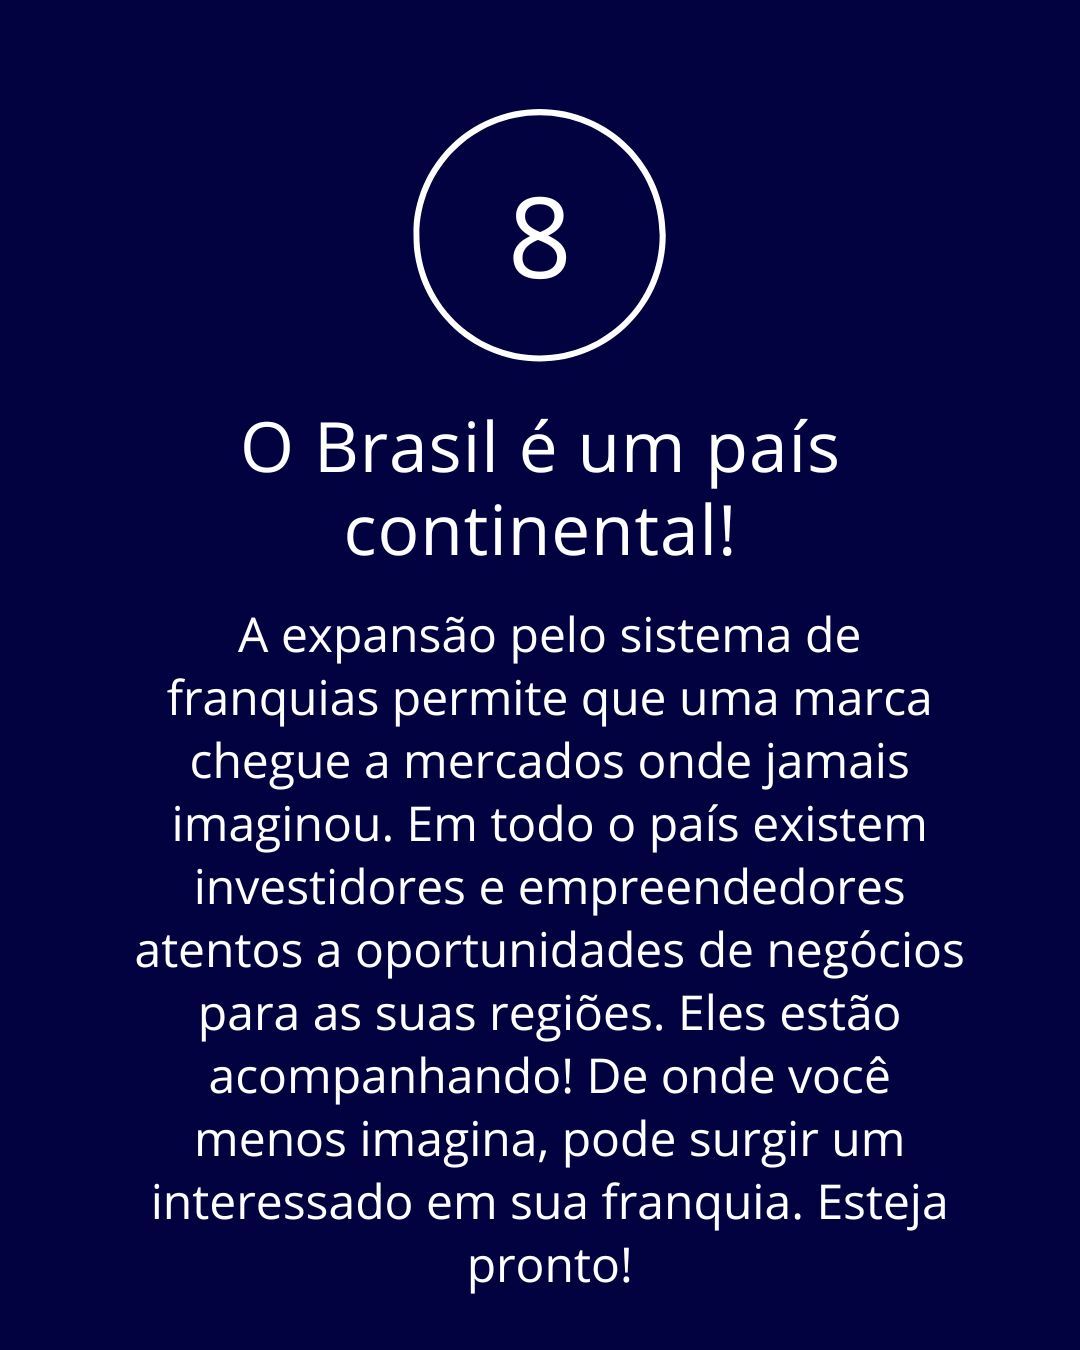 8
O Brasil é um país
continental!
A expansão pelo sistema de
franquias permite que uma marca
chegue a mercados onde jamais
imaginou. Em todo o país existem
investidores e empreendedores
atentos a oportunidades de negócios
para as suas regiões. Eles estão
acompanhando! De onde você
menos imagina, pode surgir um
interessado em sua franquia. Esteja
pronto!